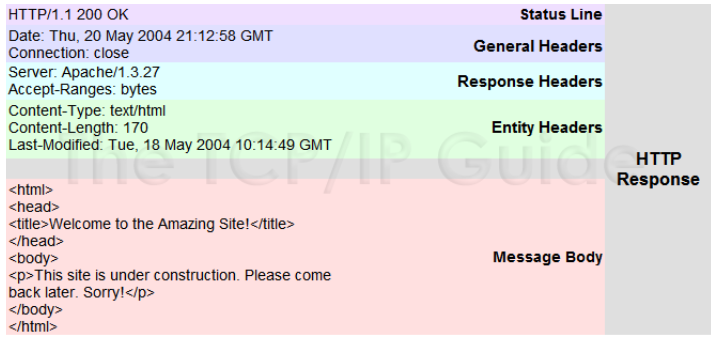 HTTP/1.1 200 OK
Status Line
Date: Thu, 20 May 2004 21:12:58 GMT
Connection: close
General Headers
Server: Apache/1.3.27
Accept-Ranges: bytes
Response Headers
Content-Type: text/html
Content-Length: 170
Last-Modified: Tue, 18 May 2004 10:14:49 GMT
Entity Headers
The TCP/IP Guide
<html>
<head>
<title>Welcome to the Amazing Site!</title>
</head>
<body>
<p>This site is under construction. Please come
back later. Sorry!</p>
</body>
</html>
Message Body
HTTP
Response